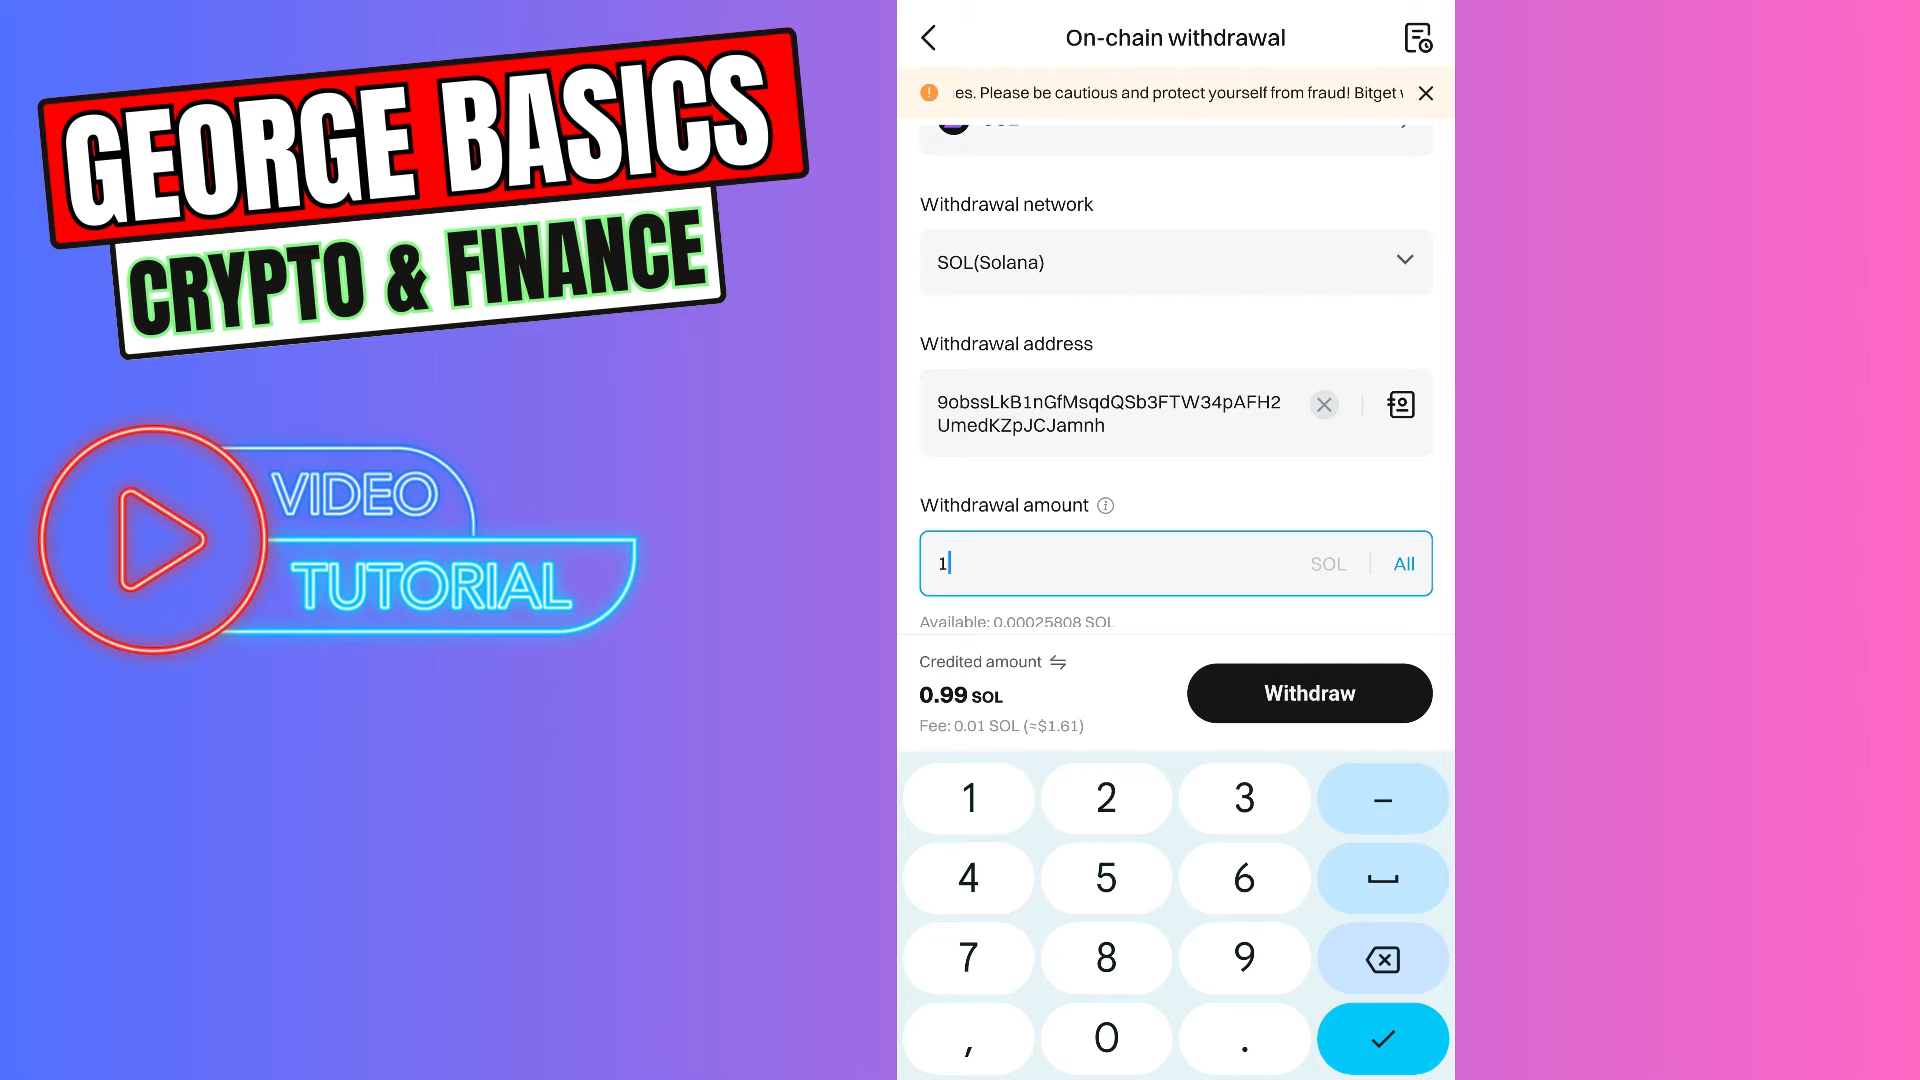 GEORGE BASICS
CRYPTO & FINANCE
VIDEO
TUTORIAL
On-chain withdrawal
es. Please be cautious and protect yourself from fraud! Bitget
Withdrawal network
SOL(Solana)
Withdrawal address
9obssLkB1nGfMsqdQSb3FTW34pAFH2
UmedKZpJCJamnh
Withdrawal amount
1 SOL All
Available: 0.00025808 SOL
Credited amount
0.99 SOL
Withdraw
Fee: 0.01 SOL (≈$1.61)
1 2 3 –
4 5 6
7 8 9
, 0 .